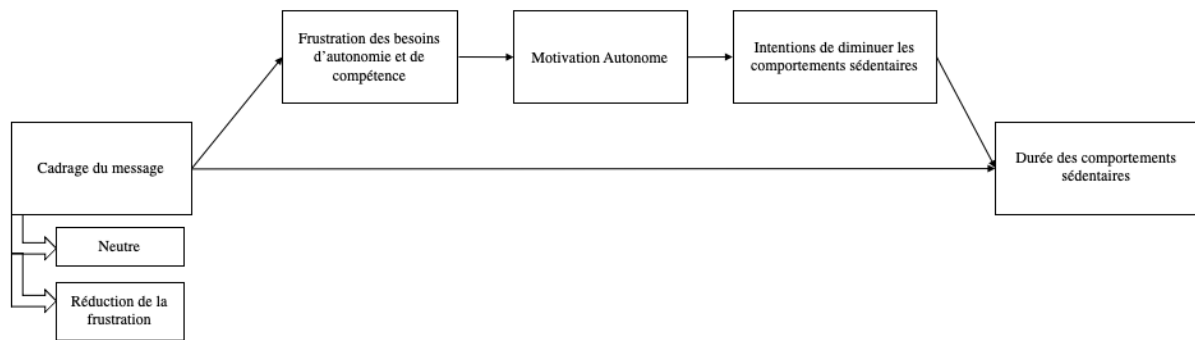 Frustration des besoins
d'autonomie et de
compétence
Motivation Autonome
Intentions de diminuer les
comportements sédentaires
Cadrage du message
Durée des comportements
sédentaires
Neutre
Réduction de la
frustration